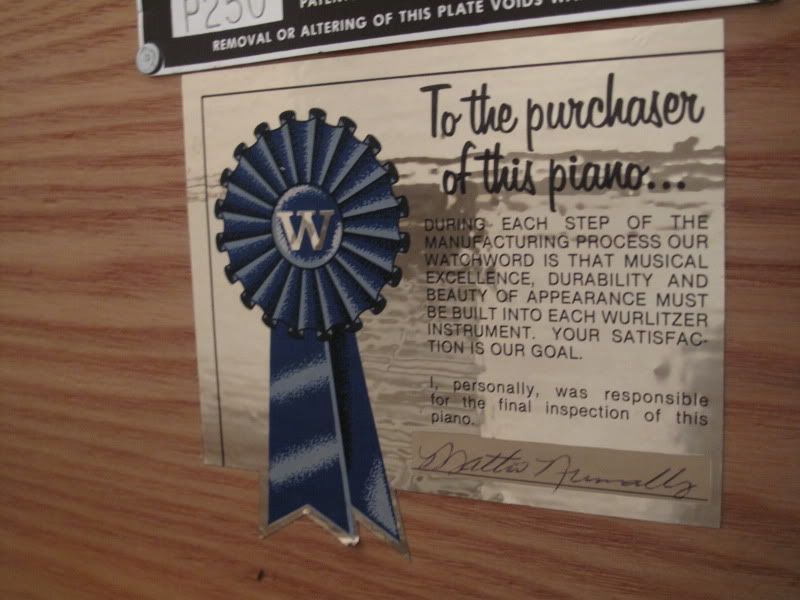 P250
REMOVAL OR ALTERING OF THIS PLATE VOIDS
To the purchaser
of this piano...
W
DURING EACH STEP OF THE
MANUFACTURING PROCESS OUR
WATCHWORD IS THAT MUSICAL
EXCELLENCE, DURABILITY AND
BEAUTY OF APPEARANCE MUST
BE BUILT INTO EACH WURLITZER
INSTRUMENT. YOUR SATISFAC-
TION IS OUR GOAL.
I, personally, was responsible
for the final inspection of this
piano.